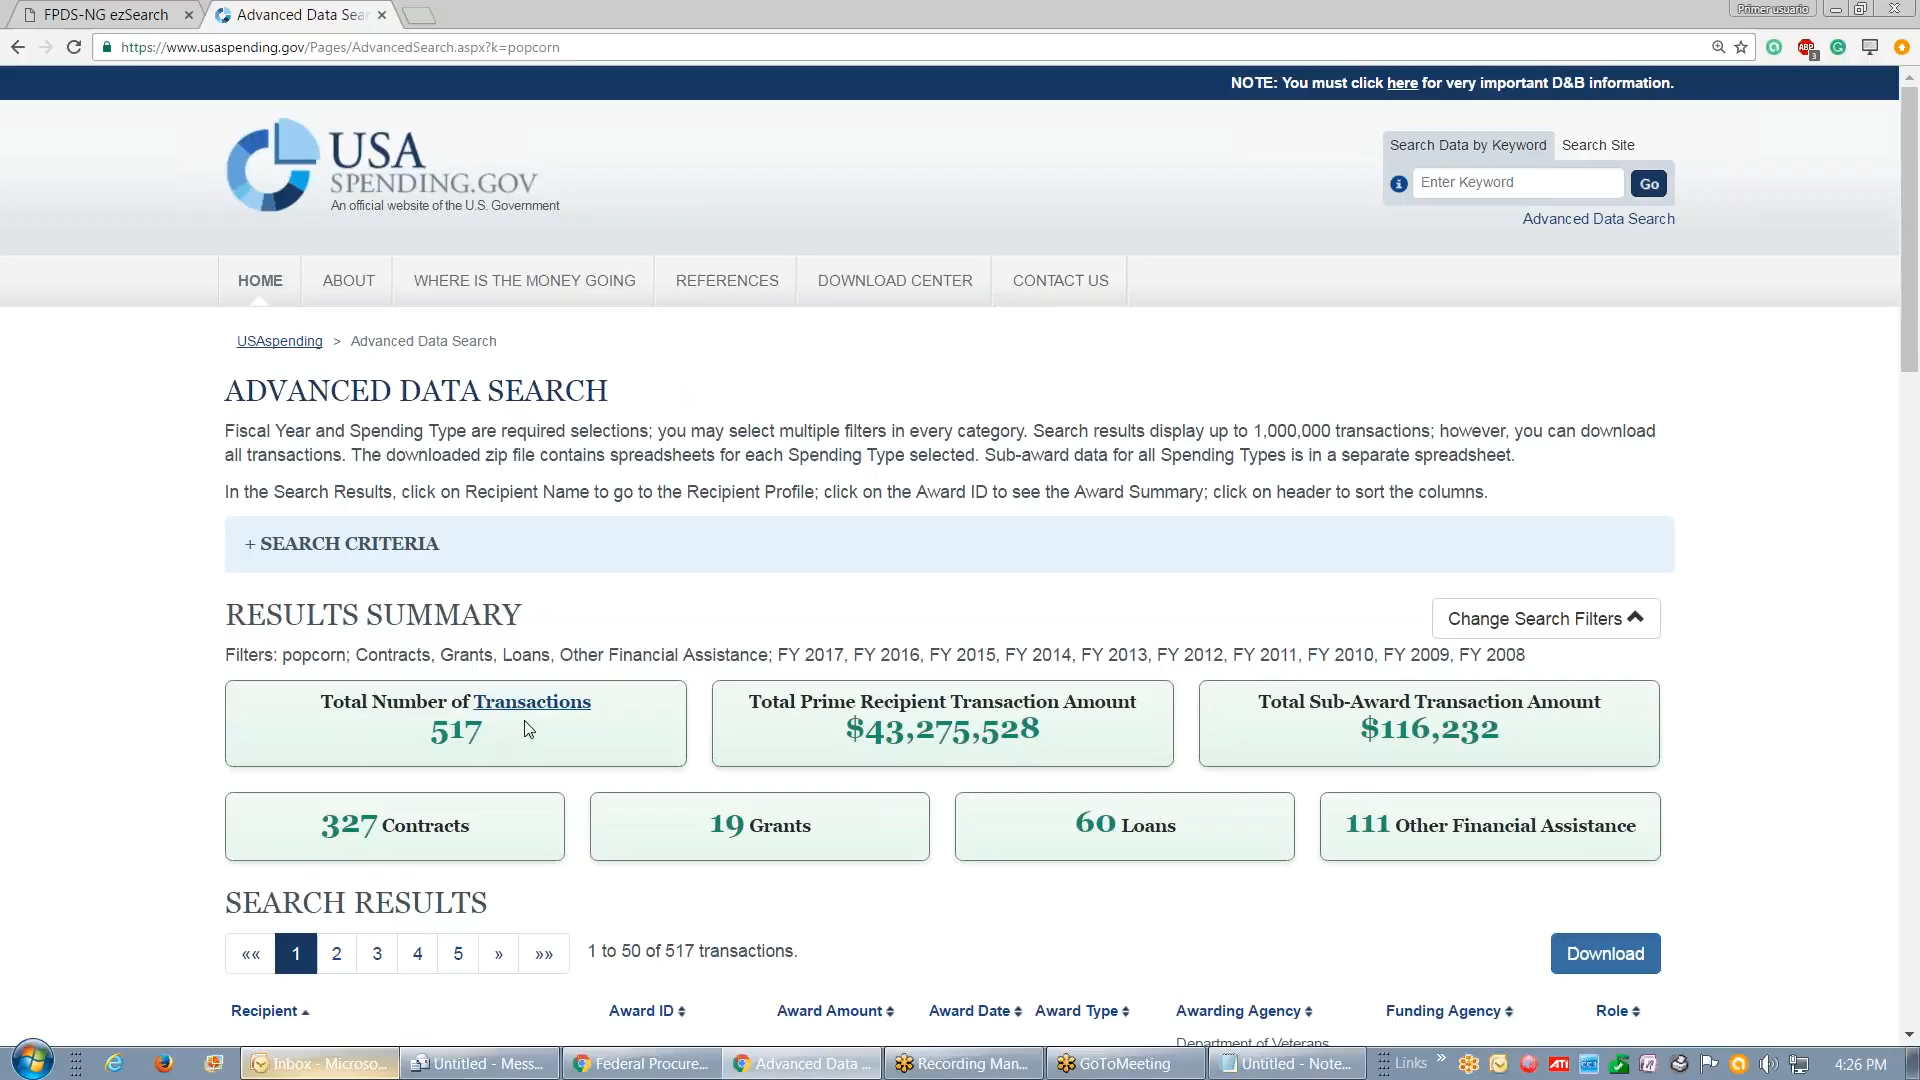 FPDS-NG ezSearch
Advanced Data Sear
Primer usuario
https://www.usaspending.gov/Pages/AdvancedSearch.aspx?k=popcorn
ABP
3
NOTE: You must click here for very important D&B information.
USA
SPENDING.GOV
An official website of the U.S. Government
Search Data by Keyword
Search Site
Enter Keyword
Go
Advanced Data Search
HOME
ABOUT
WHERE IS THE MONEY GOING
REFERENCES
DOWNLOAD CENTER
CONTACT US
USAspending > Advanced Data Search
ADVANCED DATA SEARCH
Fiscal Year and Spending Type are required selections; you may select multiple filters in every category. Search results display up to 1,000,000 transactions; however, you can download
all transactions. The downloaded zip file contains spreadsheets for each Spending Type selected. Sub-award data for all Spending Types is in a separate spreadsheet.
In the Search Results, click on Recipient Name to go to the Recipient Profile; click on the Award ID to see the Award Summary; click on header to sort the columns.
+ SEARCH CRITERIA
RESULTS SUMMARY
Change Search Filters
Filters: popcorn; Contracts, Grants, Loans, Other Financial Assistance; FY 2017, FY 2016, FY 2015, FY 2014, FY 2013, FY 2012, FY 2011, FY 2010, FY 2009, FY 2008
Total Number of Transactions
517
Total Prime Recipient Transaction Amount
$43,275,528
Total Sub-Award Transaction Amount
$116,232
327 Contracts
19 Grants
60 Loans
111 Other Financial Assistance
SEARCH RESULTS
«« 1 2 3 4 5 » »»
1 to 50 of 517 transactions.
Download
Recipient
Award ID
Award Amount
Award Date
Award Type
Awarding Agency
Funding Agency
Role
Department of Veterans
Inbox - Microso...
Untitled - Mess...
Federal Procure...
Advanced Data ...
Recording Man...
GoToMeeting
Untitled - Note...
Links
ATI
4:26 PM